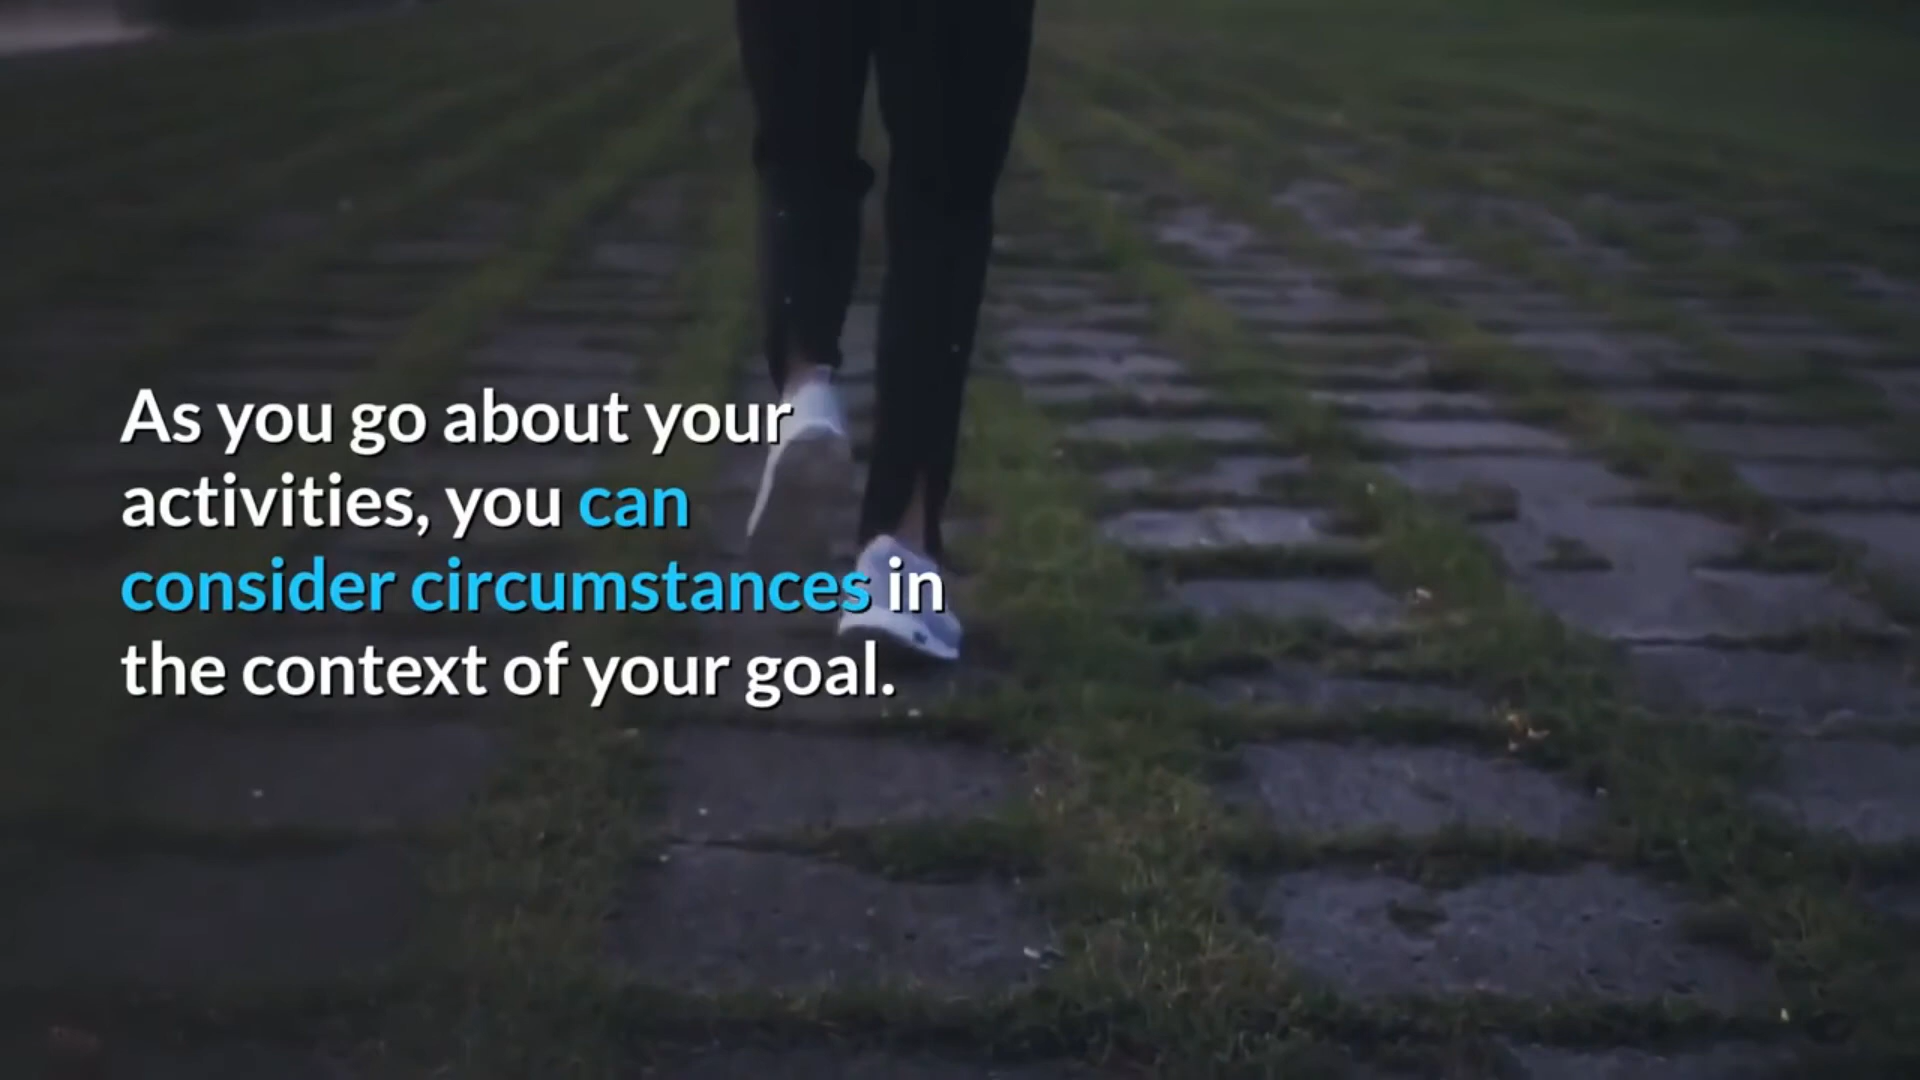 As you go about your
activities, you can
consider circumstances in
the context of your goal.